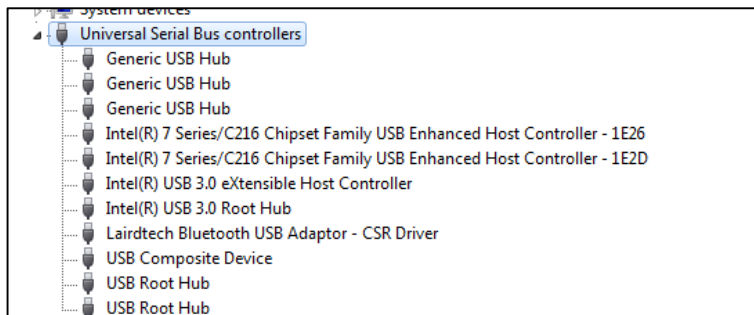 System devices
Universal Serial Bus controllers
Generic USB Hub
Generic USB Hub
Generic USB Hub
Intel(R) 7 Series/C216 Chipset Family USB Enhanced Host Controller - 1E26
Intel(R) 7 Series/C216 Chipset Family USB Enhanced Host Controller - 1E2D
Intel(R) USB 3.0 eXtensible Host Controller
Intel(R) USB 3.0 Root Hub
Lairdtech Bluetooth USB Adaptor - CSR Driver
USB Composite Device
USB Root Hub
USB Root Hub